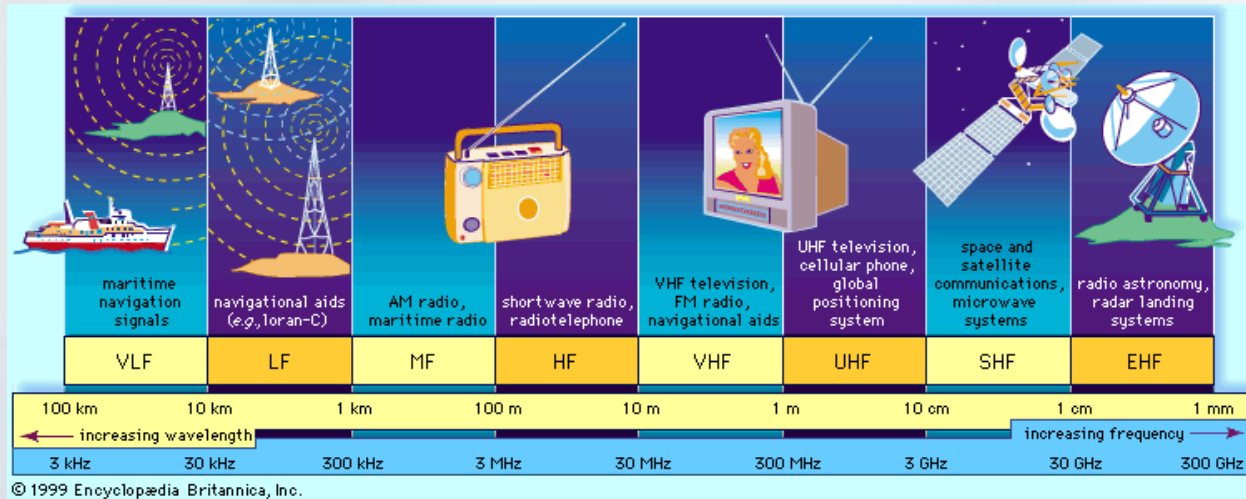 maritime
navigation
signals
navigational aids
(e.g., loran-C)
AM radio,
maritime radio
shortwave radio,
radiotelephone
VHF television,
FM radio,
navigational aids
UHF television,
cellular phone,
global
positioning
system
space and
satellite
communications,
microwave
systems
radio astronomy,
radar landing
systems
VLF LF MF HF VHF UHF SHF EHF
100 km 10 km 1 km 100 m 10 m 1 m 10 cm 1 cm 1 mm
increasing wavelength increasing frequency
3 kHz 30 kHz 300 kHz 3 MHz 30 MHz 300 MHz 3 GHz 30 GHz 300 GHz
© 1999 Encyclopædia Britannica, Inc.